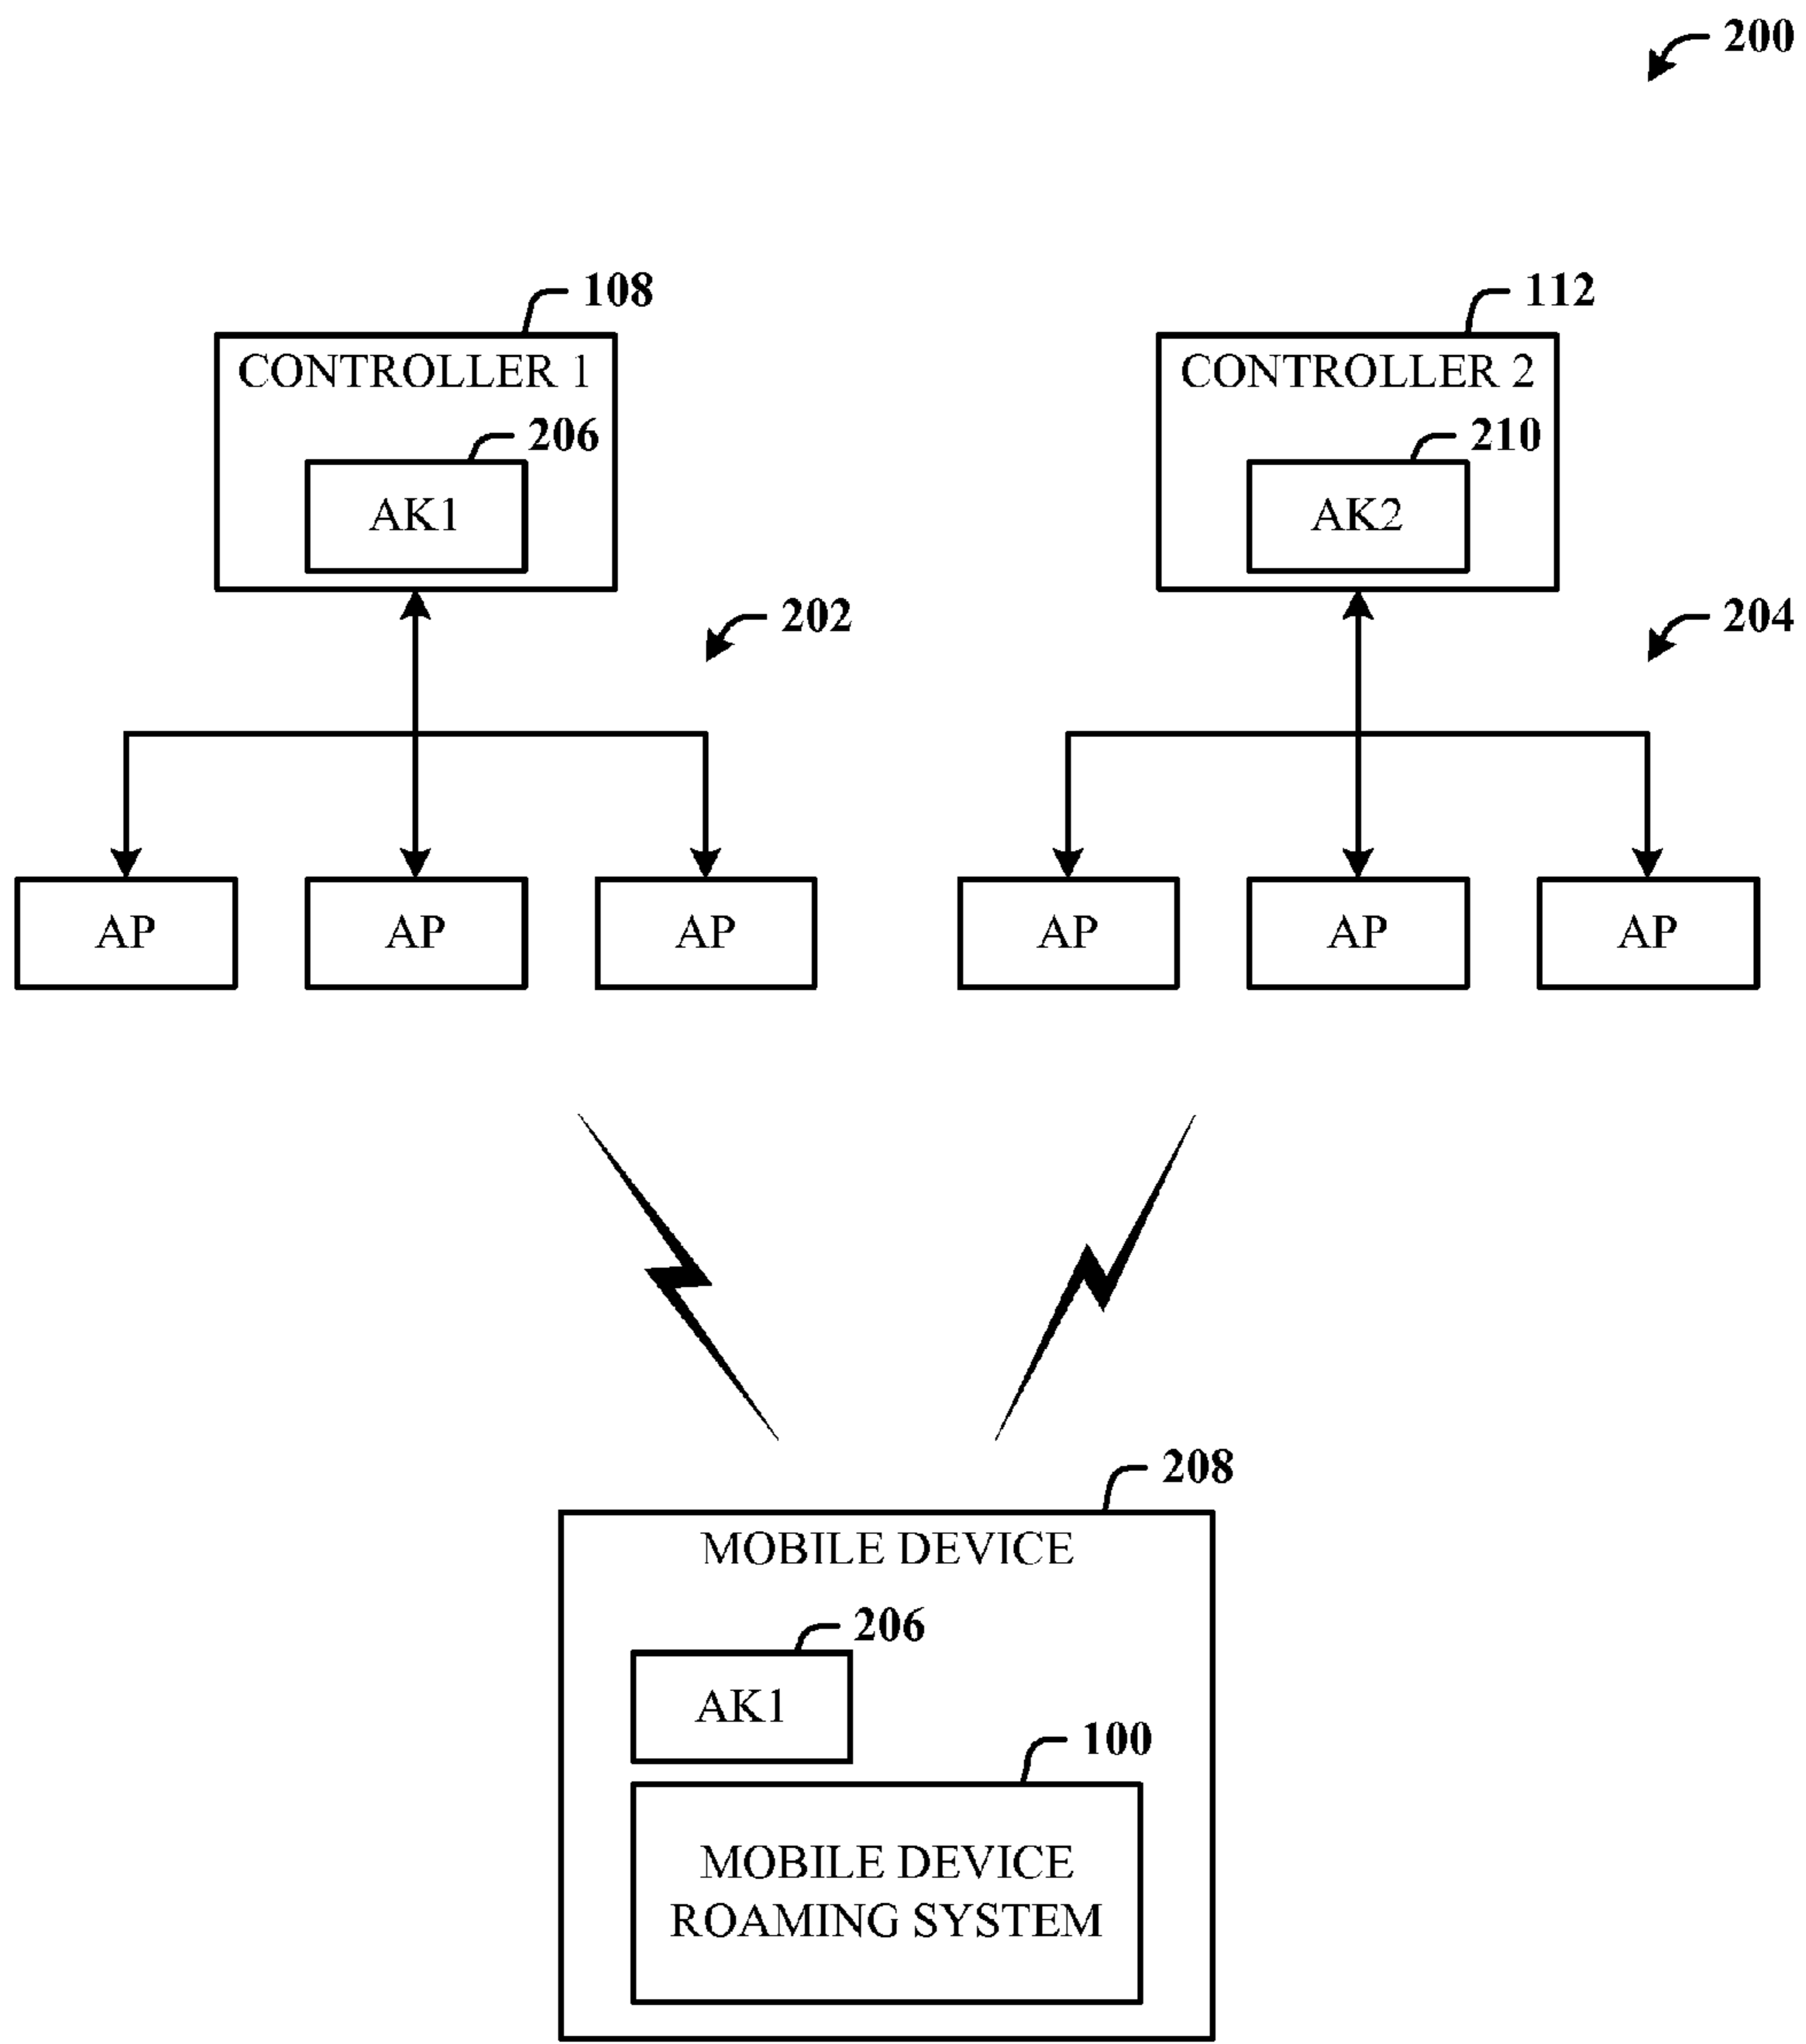 200
108
112
CONTROLLER 1
CONTROLLER 2
206
210
AK1
AK2
202
204
AP
AP
AP
AP
AP
AP
208
MOBILE DEVICE
206
AK1
100
MOBILE DEVICE
ROAMING SYSTEM